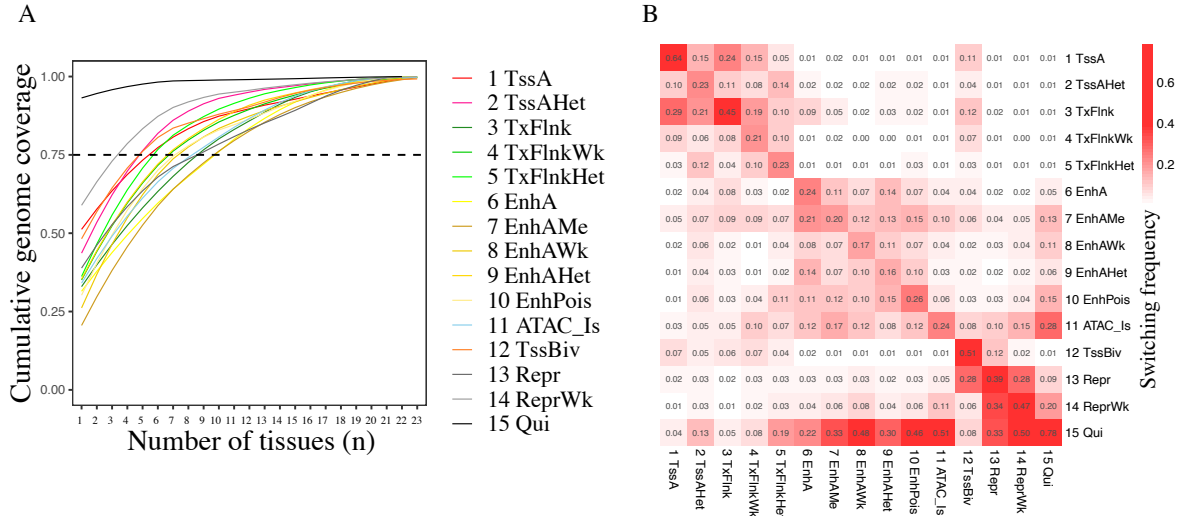 A
B
Cumulative genome coverage
1.00
0.75
0.50
0.25
0.00
1 2 3 4 5 6 7 8 9 10 11 12 13 14 15 16 17 18 19 20 21 22 23
Number of tissues (n)
1 TssA
2 TssAHet
3 TxFlnk
4 TxFlnkWk
5 TxFlnkHet
6 EnhA
7 EnhAMe
8 EnhAWk
9 EnhAHet
10 EnhPois
11 ATAC_Is
12 TssBiv
13 Repr
14 ReprWk
15 Qui
0.64 0.15 0.24 0.15 0.05 0.01 0.02 0.01 0.01 0.01 0.01 0.11 0.01 0.00 0.01 1 TssA
0.10 0.23 0.11 0.08 0.14 0.02 0.02 0.02 0.02 0.02 0.01 0.04 0.01 0.00 0.01 2 TssAHet
0.29 0.21 0.45 0.19 0.10 0.09 0.05 0.02 0.04 0.01 0.02 0.12 0.02 0.01 0.01 3 TxFlnk
0.09 0.06 0.08 0.21 0.10 0.02 0.02 0.00 0.00 0.00 0.01 0.07 0.01 0.00 0.01 4 TxFlnkWk
0.03 0.12 0.04 0.10 0.23 0.01 0.01 0.01 0.01 0.03 0.01 0.03 0.01 0.01 0.01 5 TxFlnkHet
0.02 0.04 0.08 0.03 0.02 0.24 0.11 0.07 0.14 0.07 0.04 0.04 0.02 0.01 0.05 6 EnhA
0.05 0.07 0.09 0.09 0.07 0.21 0.20 0.12 0.13 0.15 0.10 0.06 0.04 0.05 0.13 7 EnhAMe
0.02 0.06 0.02 0.01 0.04 0.08 0.07 0.17 0.11 0.07 0.04 0.02 0.03 0.04 0.11 8 EnhAWk
0.01 0.04 0.02 0.01 0.02 0.14 0.07 0.10 0.16 0.10 0.03 0.02 0.02 0.02 0.06 9 EnhAHet
0.01 0.06 0.03 0.04 0.11 0.11 0.12 0.10 0.15 0.26 0.06 0.03 0.03 0.04 0.15 10 EnhPois
0.03 0.05 0.04 0.10 0.07 0.12 0.17 0.12 0.08 0.12 0.24 0.08 0.10 0.15 0.28 11 ATAC_Is
0.07 0.05 0.06 0.07 0.04 0.02 0.01 0.01 0.01 0.01 0.01 0.51 0.12 0.02 0.01 12 TssBiv
0.02 0.03 0.02 0.03 0.03 0.03 0.03 0.02 0.02 0.03 0.05 0.28 0.39 0.28 0.09 13 Repr
0.01 0.03 0.01 0.02 0.03 0.04 0.06 0.08 0.04 0.06 0.11 0.06 0.34 0.47 0.20 14 ReprWk
0.04 0.13 0.05 0.08 0.19 0.22 0.33 0.48 0.30 0.46 0.51 0.08 0.33 0.50 0.78 15 Qui
1 TssA
2 TssAHet
3 TxFlnk
4 TxFlnkWk
5 TxFlnkHet
6 EnhA
7 EnhAMe
8 EnhAWk
9 EnhAHet
10 EnhPois
11 ATAC_Is
12 TssBiv
13 Repr
14 ReprWk
15 Qui
0.6
0.4
0.2
Switching frequency